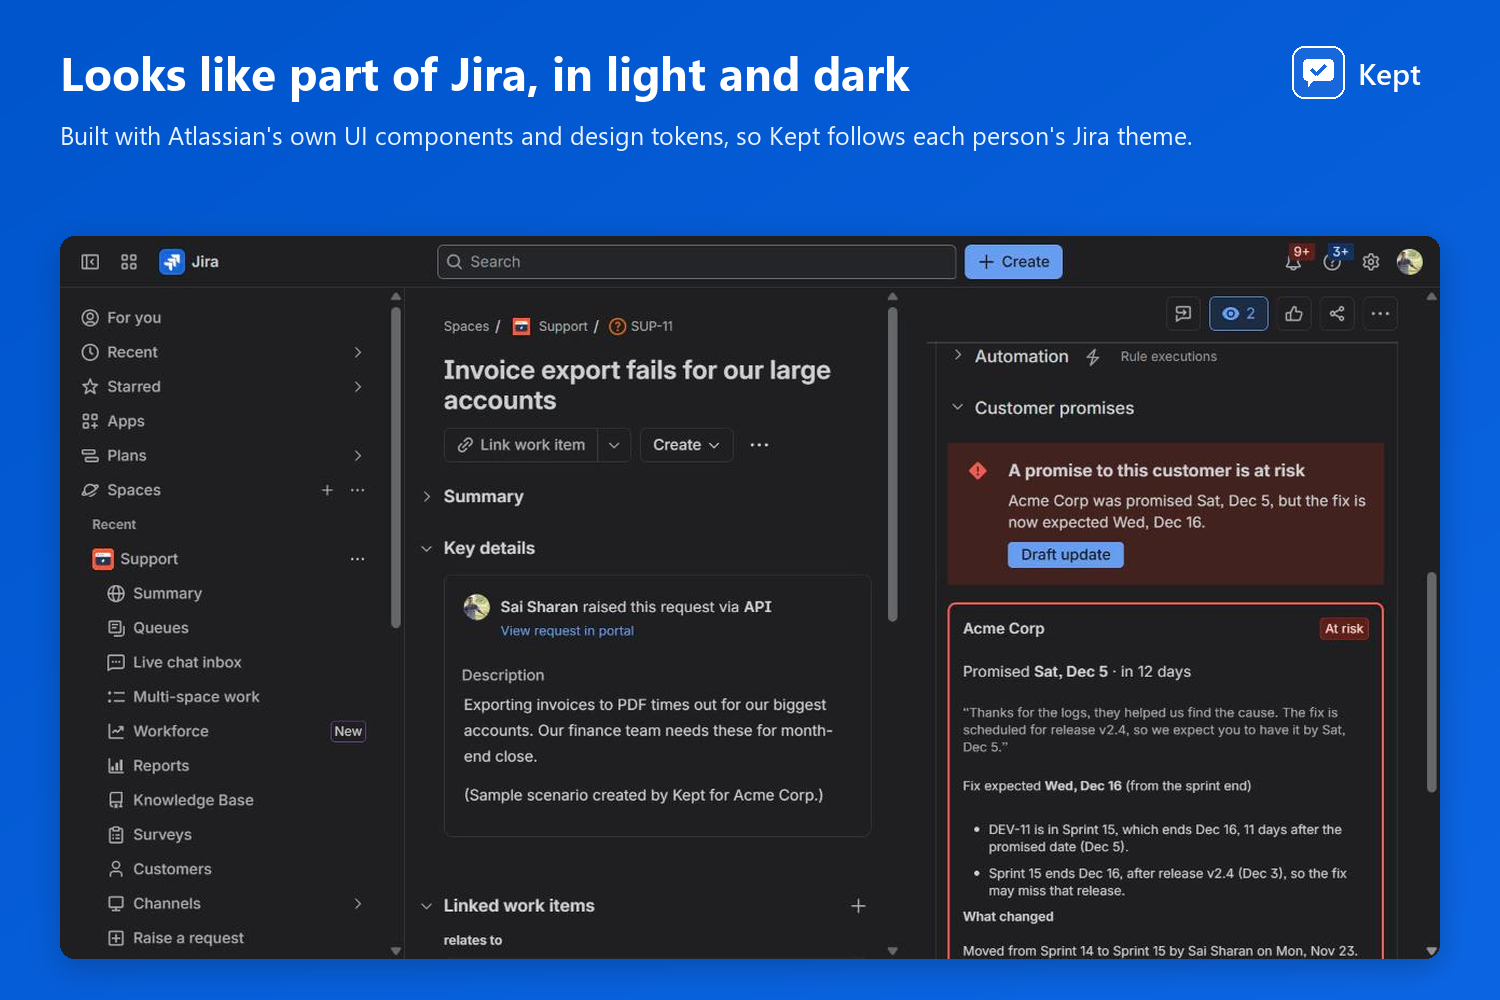 Looks like part of Jira, in light and dark
Kept
Built with Atlassian's own UI components and design tokens, so Kept follows each person's Jira theme.
Jira
Search
Create
9+
3+
For you
Recent
Starred
Apps
Plans
Spaces
Recent
Support
Summary
Queues
Live chat inbox
Multi-space work
Workforce
New
Reports
Knowledge Base
Surveys
Customers
Channels
Raise a request
Spaces / Support / SUP-11
Invoice export fails for our large
accounts
Link work item
Create
Summary
Key details
Sai Sharan raised this request via API
View request in portal
Description
Exporting invoices to PDF times out for our biggest
accounts. Our finance team needs these for month-
end close.
(Sample scenario created by Kept for Acme Corp.)
Linked work items
relates to
2
Automation
Rule executions
Customer promises
A promise to this customer is at risk
Acme Corp was promised Sat, Dec 5, but the fix is
now expected Wed, Dec 16.
Draft update
Acme Corp
At risk
Promised Sat, Dec 5 · in 12 days
“Thanks for the logs, they helped us find the cause. The fix is
scheduled for release v2.4, so we expect you to have it by Sat,
Dec 5.”
Fix expected Wed, Dec 16 (from the sprint end)
• DEV-11 is in Sprint 15, which ends Dec 16, 11 days after the
promised date (Dec 5).
• Sprint 15 ends Dec 16, after release v2.4 (Dec 3), so the fix
may miss that release.
What changed
Moved from Sprint 14 to Sprint 15 by Sai Sharan on Mon, Nov 23.